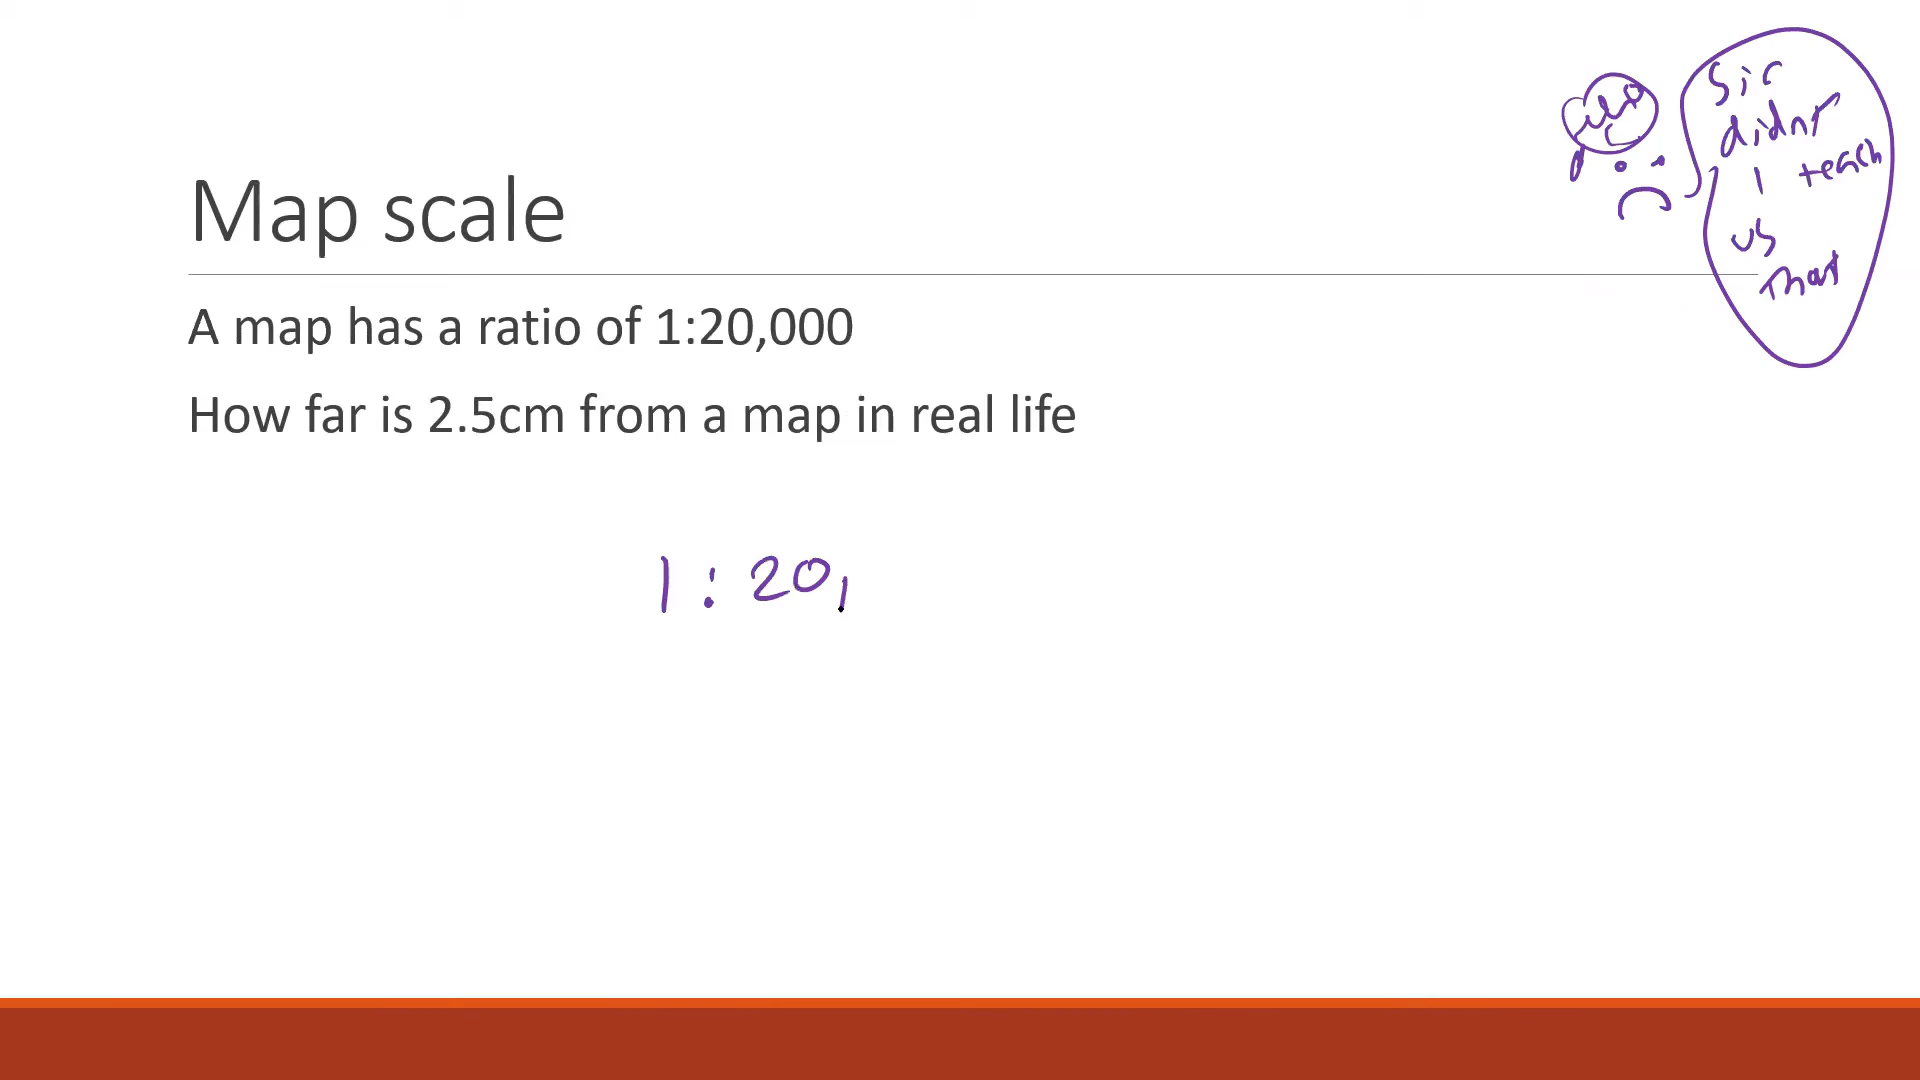 Map scale
A map has a ratio of 1:20,000
How far is 2.5cm from a map in real life
1 : 20,
Sir
didnt
teach
us
that